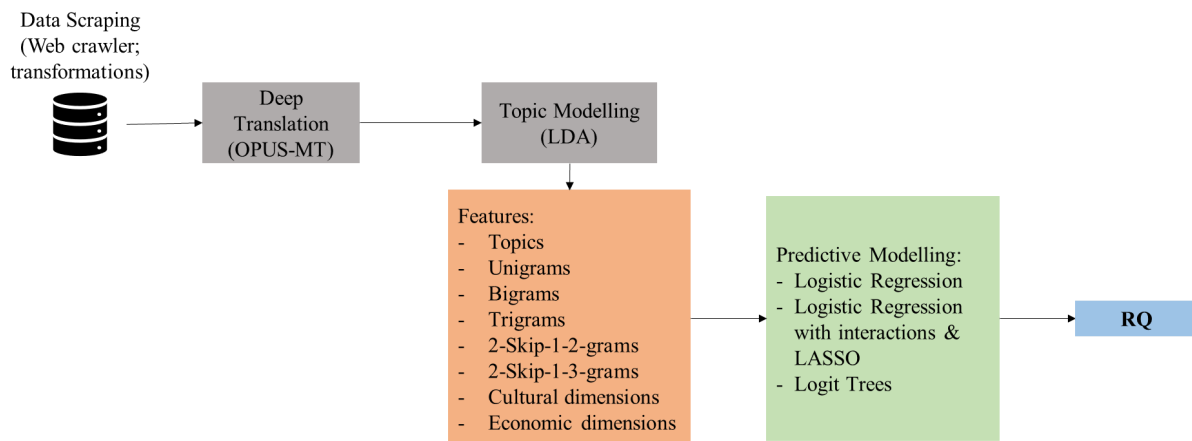 Data Scraping
(Web crawler;
transformations)
Deep
Translation
(OPUS-MT)
Topic Modelling
(LDA)
Features:
- Topics
- Unigrams
- Bigrams
- Trigrams
- 2-Skip-1-2-grams
- 2-Skip-1-3-grams
- Cultural dimensions
- Economic dimensions
Predictive Modelling:
- Logistic Regression
- Logistic Regression
with interactions &
LASSO
- Logit Trees
RQ